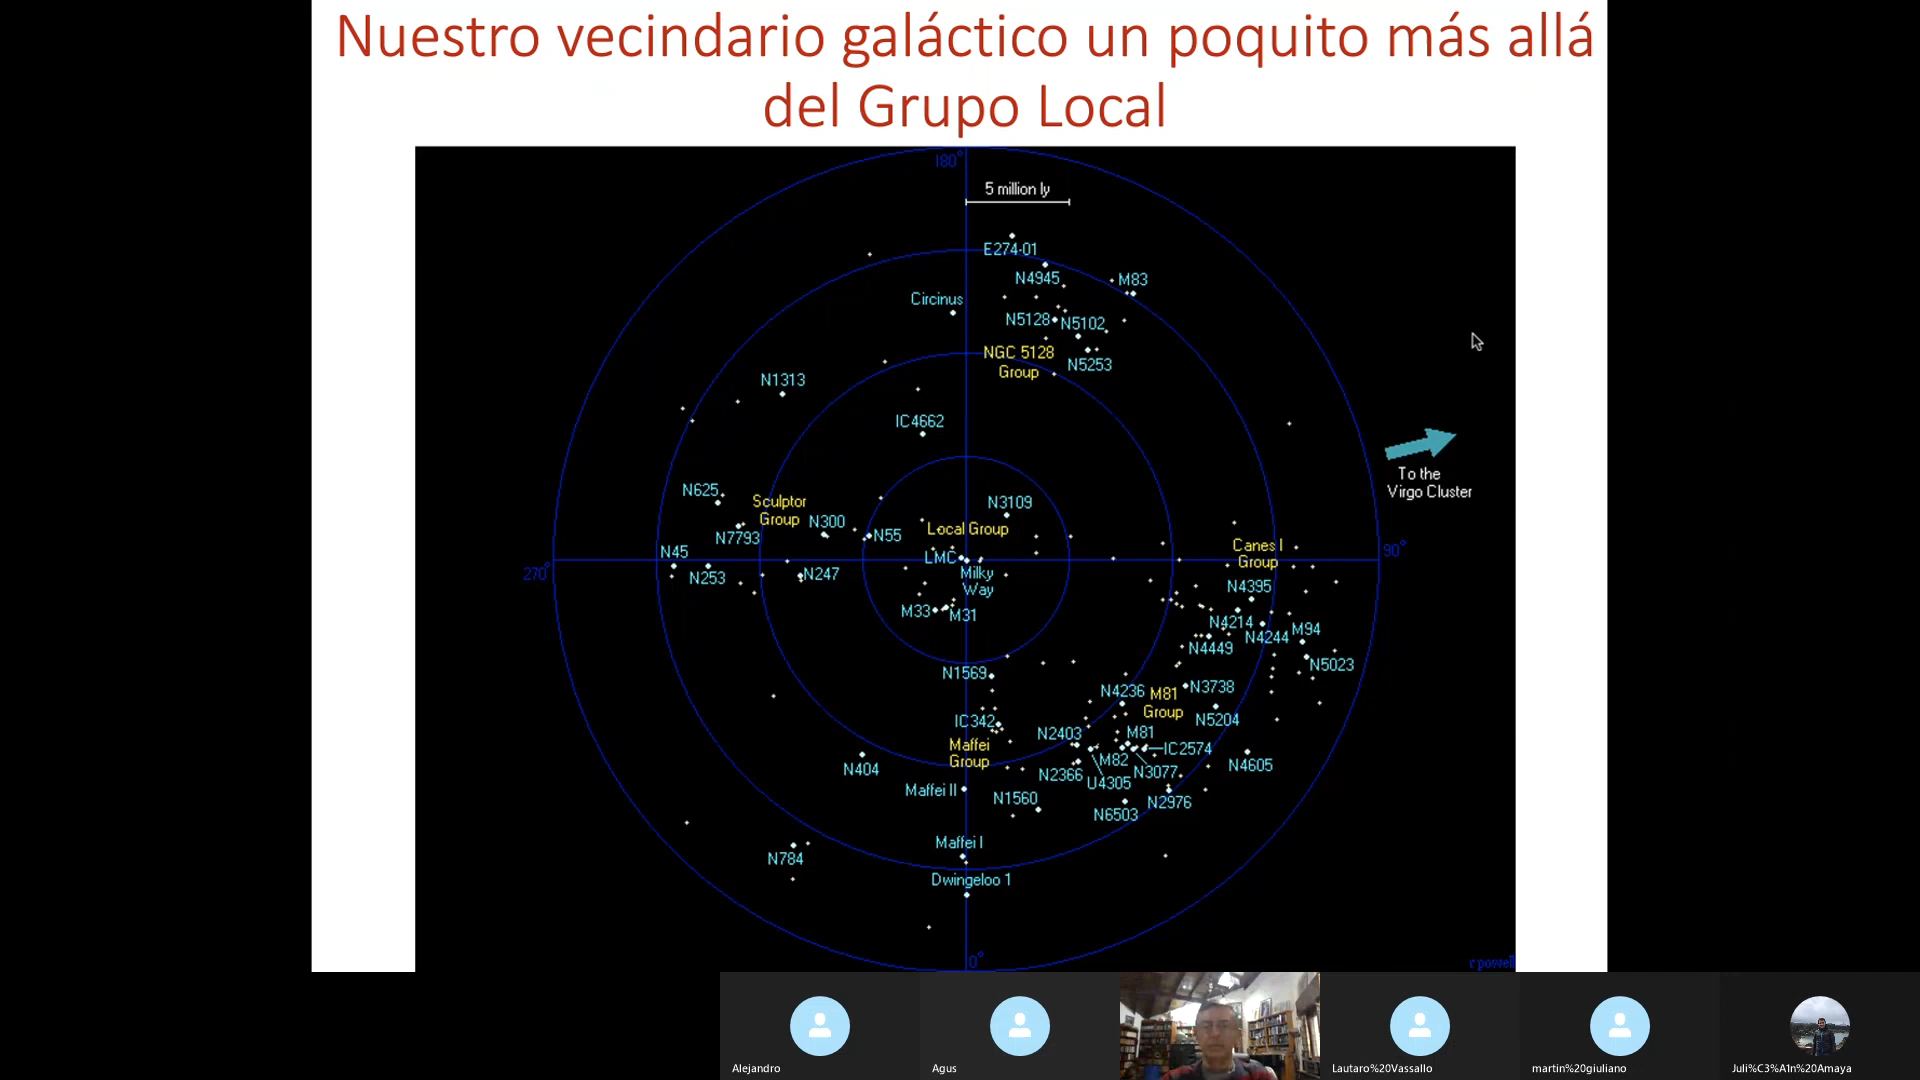 Nuestro vecindario galáctico un poquito más allá
del Grupo Local
180°
5 million ly
E274-01
N4945
M83
Circinus
N5128
N5102
NGC 5128
Group
N5253
N1313
IC4662
To the
Virgo Cluster
N625
Sculptor
Group
N300
N3109
N7793
N55
Local Group
N45
LMC
Canes I
Group
90°
270°
N253
N247
Milky
Way
N4395
M33
M31
N4214
N4244
M94
N4449
N5023
N1569
N4236
M81
Group
N3738
IC342
N5204
N2403
M81
IC2574
Maffei
Group
M82
N404
N2366
U4305
N3077
N4605
Maffei II
N1560
N6503
N2976
Maffei I
N784
Dwingeloo 1
0°
r powell
Alejandro
Agus
Lautaro%20Vassallo
martin%20giuliano
Juli%C3%A1n%20Amaya